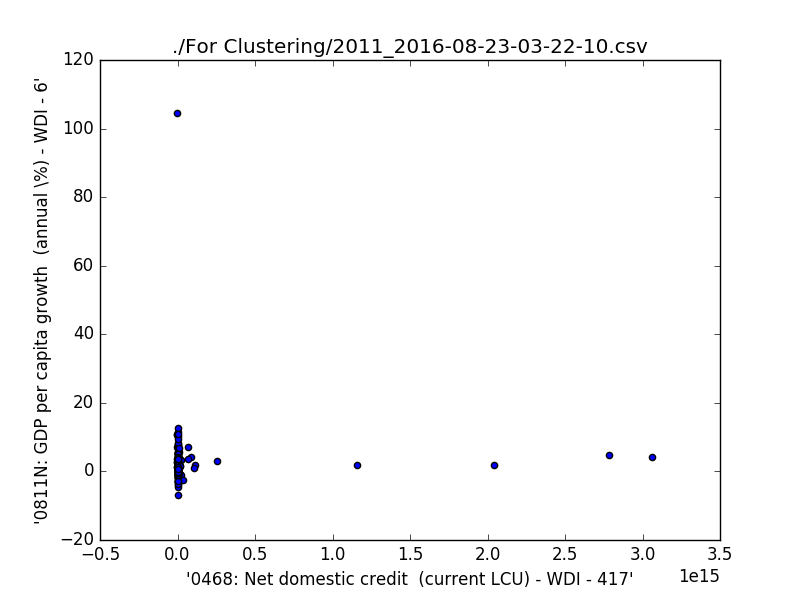 ./For Clustering/2011_2016-08-23-03-22-10.csv
120
100
80
60
40
20
0
−20
'0811N: GDP per capita growth  (annual \%) - WDI - 6'
−0.5 0.0 0.5 1.0 1.5 2.0 2.5 3.0 3.5
1e15
'0468: Net domestic credit  (current LCU) - WDI - 417'